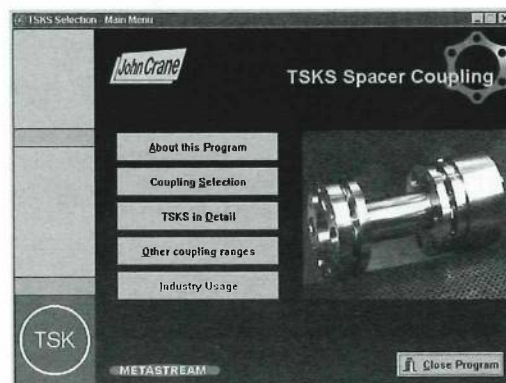 TSKS Selection - Main Menu
John Crane
TSKS Spacer Coupling
About this Program
Coupling Selection
TSKS in Detail
Other coupling ranges
Industry Usage
TSK
METASTREAM
Close Program